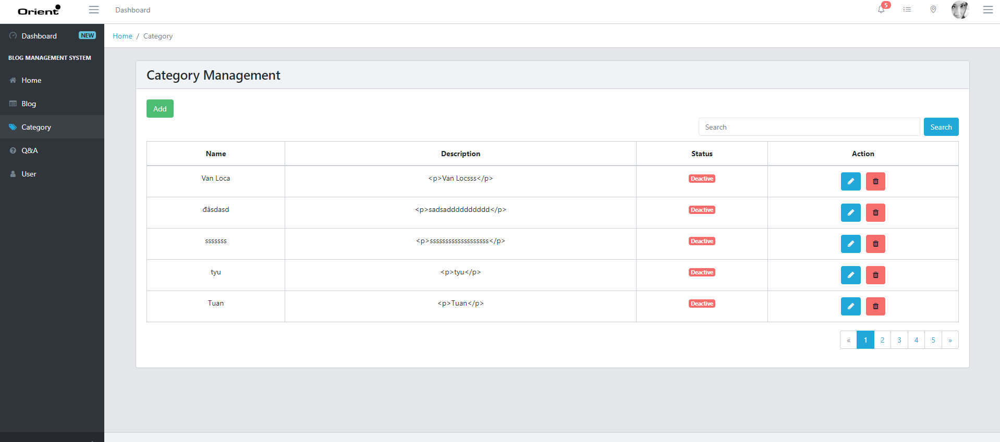 Orient
Dashboard
5
Dashboard NEW
Home / Category
BLOG MANAGEMENT SYSTEM
Home
Blog
Category
Q&A
User
Category Management
Add
Search Search
Name Description Status Action
Van Loca <p>Van Locsss</p> Deactive
đâsdasd <p>sadsadddddddddd</p> Deactive
sssssss <p>sssssssssssssssssss</p> Deactive
tyu <p>tyu</p> Deactive
Tuan <p>Tuan</p> Deactive
« 1 2 3 4 5 »